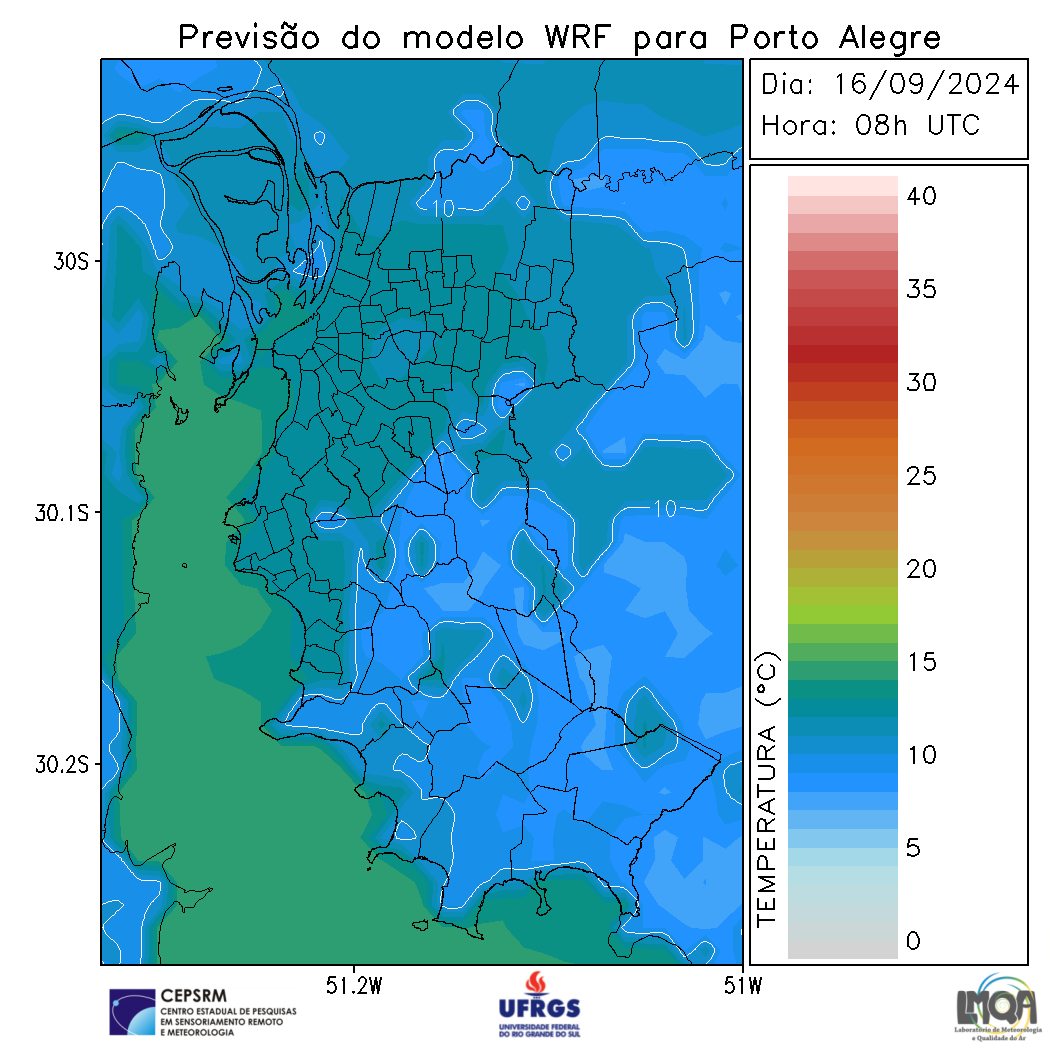 Previsão do modelo WRF para Porto Alegre
Dia: 16/09/2024
Hora: 08h UTC
30S
30.1S
30.2S
51.2W
51W
10
10
TEMPERATURA (°C)
40
35
30
25
20
15
10
5
0
CEPSRM
CENTRO ESTADUAL DE PESQUISAS
EM SENSORIAMENTO REMOTO
E METEOROLOGIA
UFRGS
UNIVERSIDADE FEDERAL
DO RIO GRANDE DO SUL
LMQA
Laboratório de Meteorologia
e Qualidade do Ar